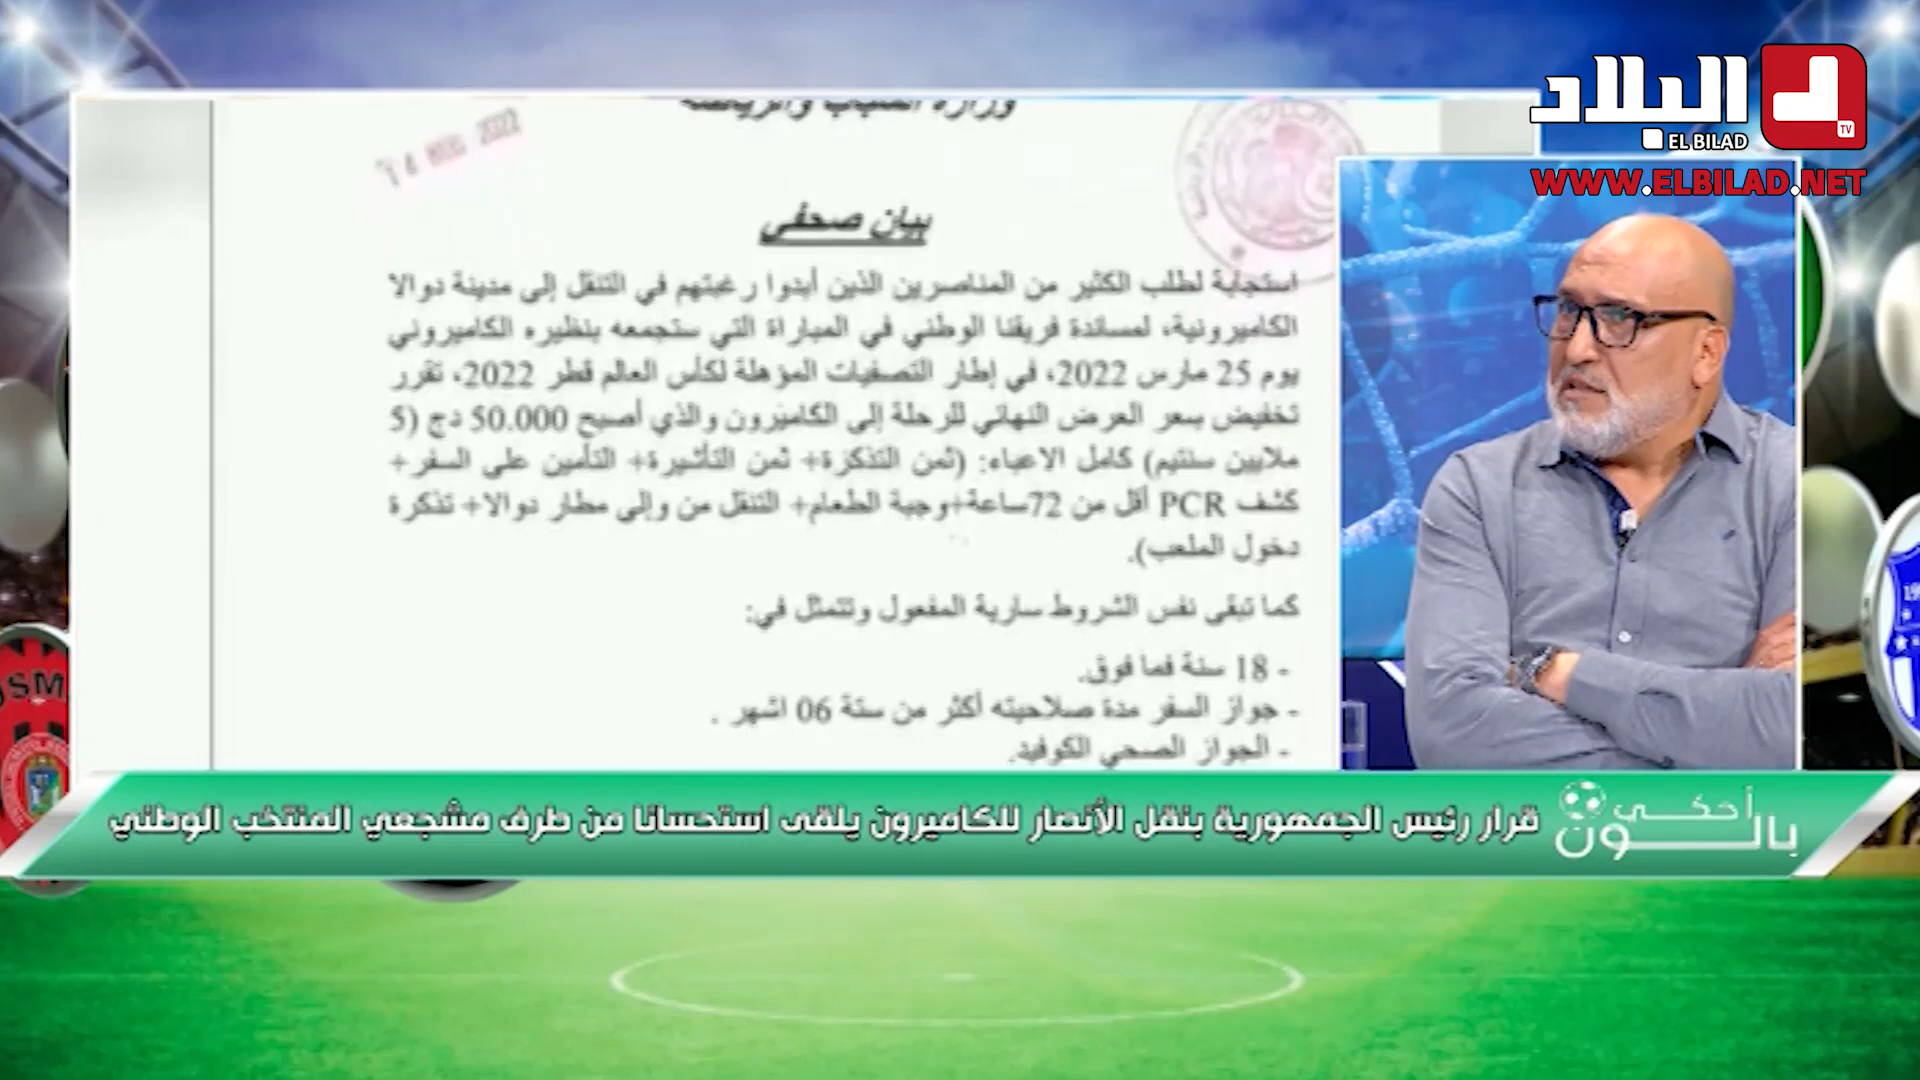 البلاد
TV
EL BILAD
WWW.ELBILAD.NET
وزارة الشباب والرياضة
14 2022
بيان صحفي
استجابة لطلب الكثير من المناصرين الذين أبدوا رغبتهم في التنقل إلى مدينة دوالا
الكاميرونية، لمساندة فريقنا الوطني في المباراة التي ستجمعه بنظيره الكاميروني
يوم 25 مارس 2022، في إطار التصفيات المؤهلة لكأس العالم قطر 2022، تقرر
تخفيض سعر العرض النهائي للرحلة إلى الكاميرون والذي أصبح 50.000 دج (5
ملايين سنتيم) كامل الاعباء: (ثمن التذكرة+ ثمن التأشيرة+ التأمين على السفر+
كشف PCR أقل من 72ساعة+وجبة الطعام+ التنقل من وإلى مطار دوالا+ تذكرة
دخول الملعب).
كما تبقى نفس الشروط سارية المفعول وتتمثل في:
- 18 سنة فما فوق.
- جواز السفر مدة صلاحيته أكثر من ستة 06 اشهر .
- الجواز الصحي الكوفيد.
أحكي
بالون
قرار رئيس الجمهورية بنقل الأنصار للكاميرون يلقى استحسانا من طرف مشجعي المنتخب الوطني
USM